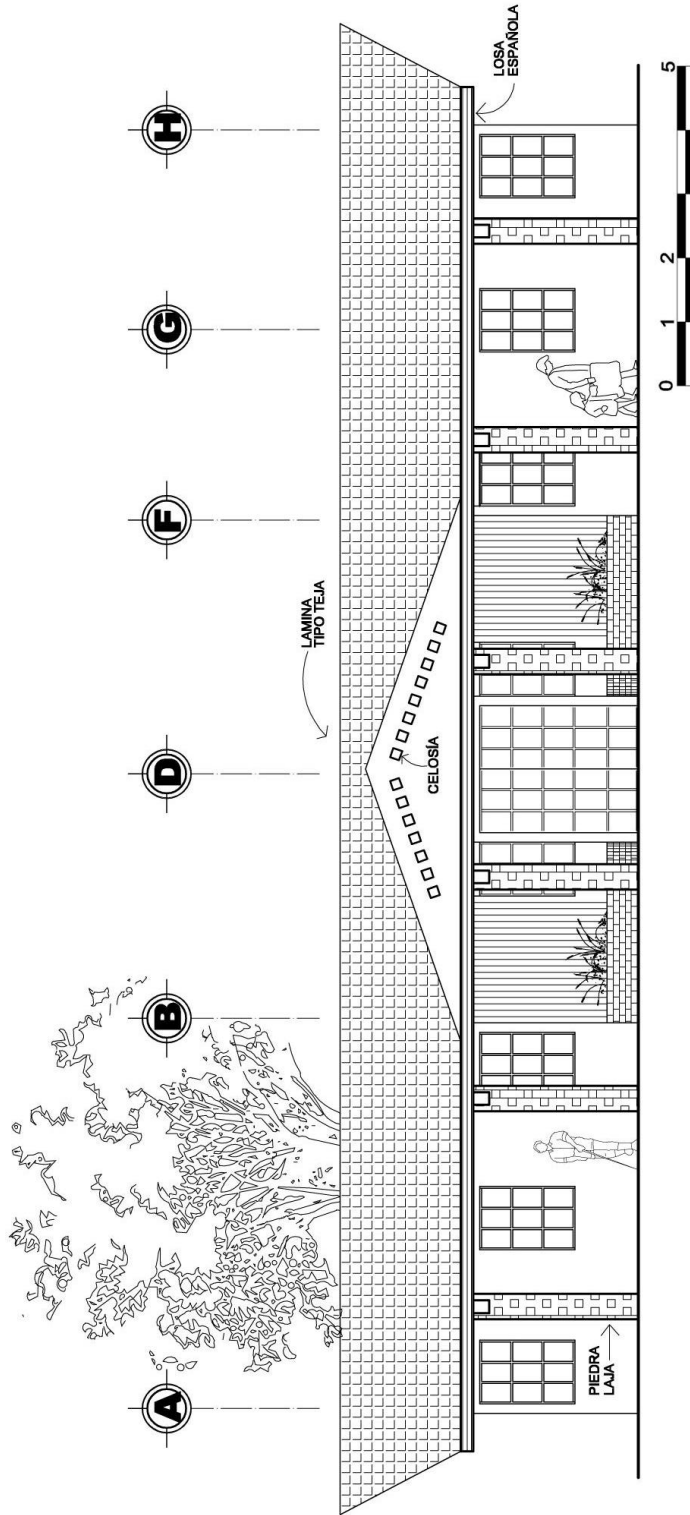 A
B
D
F
G
H
LAMINA
TIPO TEJA
CELOSÍA
LOSA
ESPAÑOLA
PIEDRA
LAJA
0
1
2
5